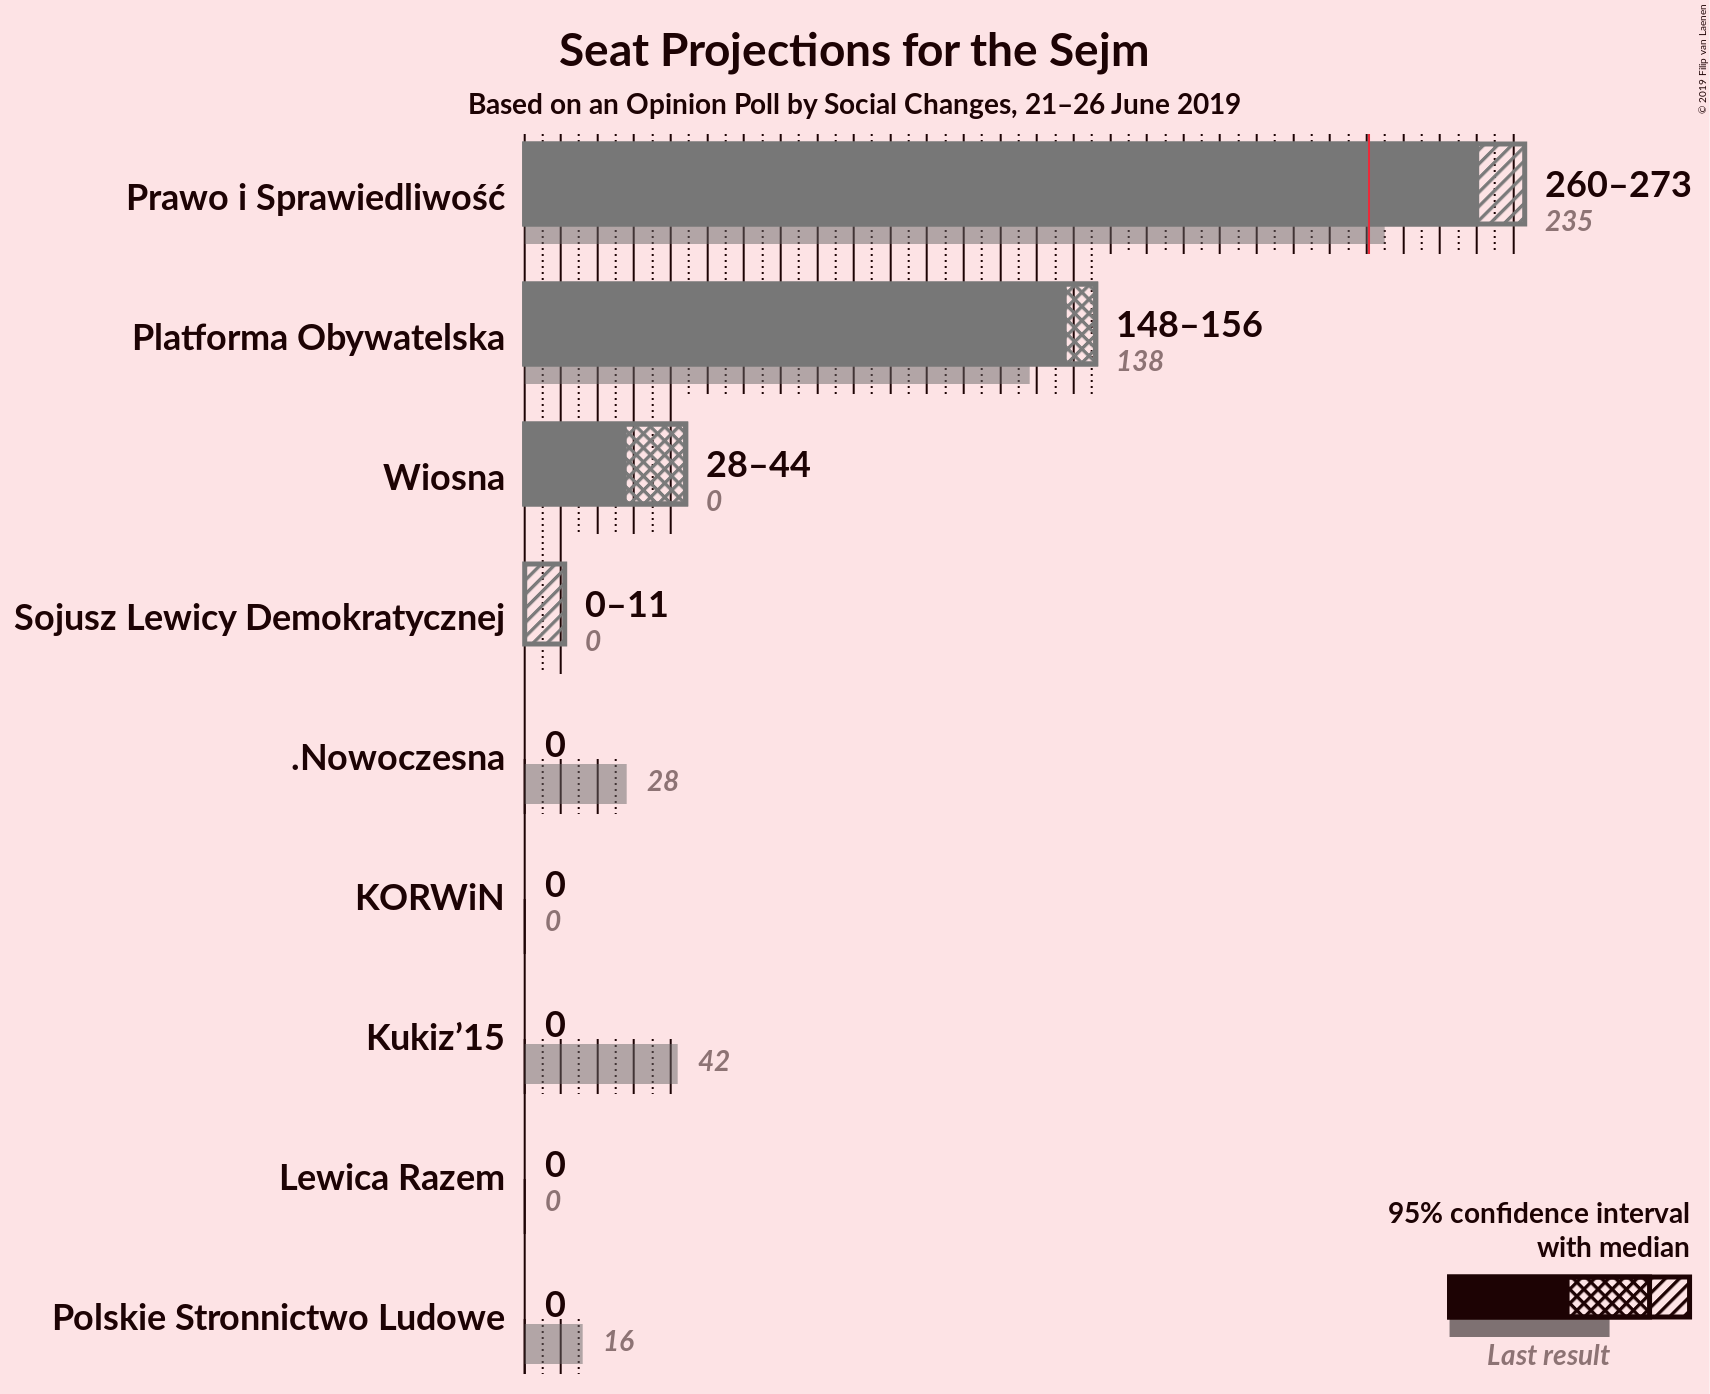 Seat Projections for the Sejm
Based on an Opinion Poll by Social Changes, 21–26 June 2019
© 2019 Filip van Laenen
Prawo i Sprawiedliwość
260–273
235
Platforma Obywatelska
148–156
138
Wiosna
28–44
0
Sojusz Lewicy Demokratycznej
0–11
0
.Nowoczesna
0
28
KORWiN
0
0
Kukiz’15
0
42
Lewica Razem
0
0
Polskie Stronnictwo Ludowe
0
16
95% confidence interval
with median
Last result